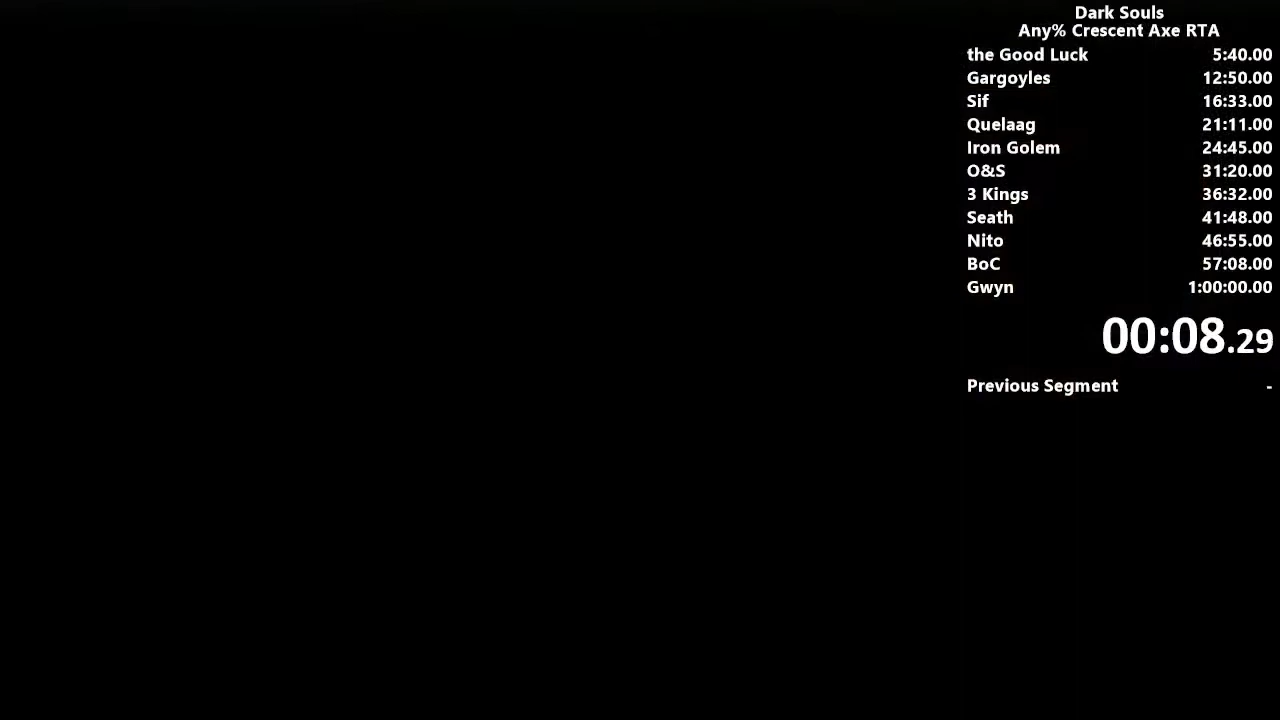 Dark Souls
Any% Crescent Axe RTA
the Good Luck 5:40.00
Gargoyles 12:50.00
Sif 16:33.00
Quelaag 21:11.00
Iron Golem 24:45.00
O&S 31:20.00
3 Kings 36:32.00
Seath 41:48.00
Nito 46:55.00
BoC 57:08.00
Gwyn 1:00:00.00
00:08.29
Previous Segment -